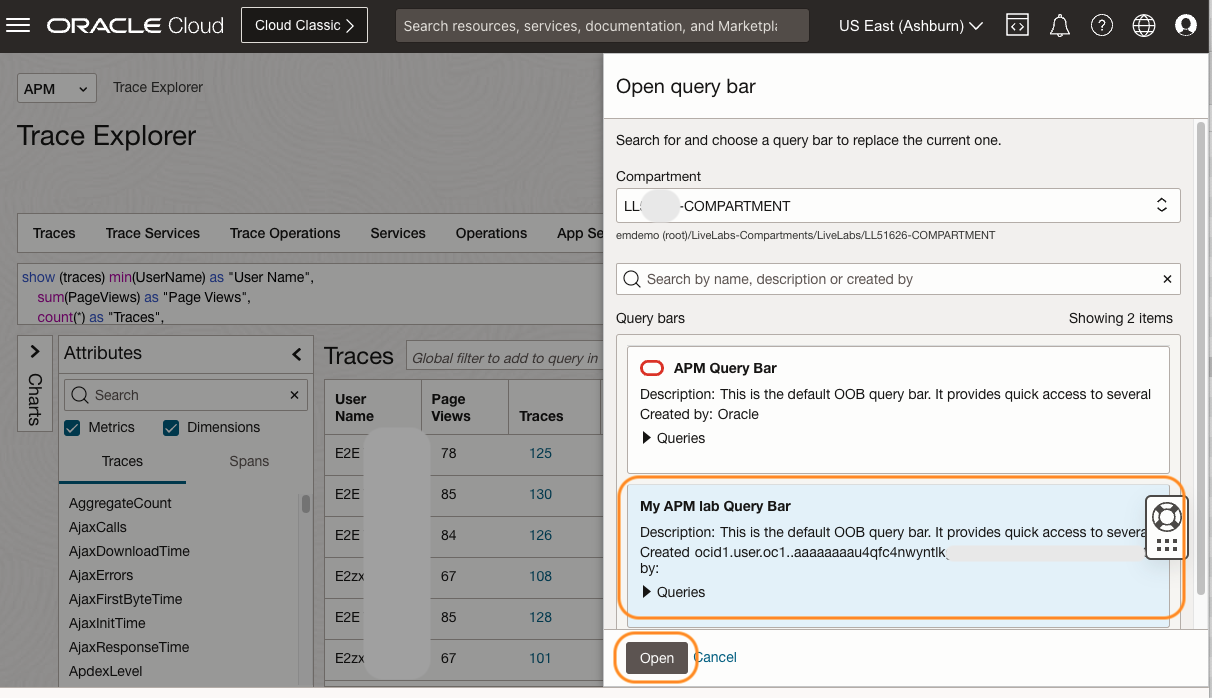 ORACLE Cloud
Cloud Classic
Search resources, services, documentation, and Marketpl
US East (Ashburn)
APM
Trace Explorer
Trace Explorer
Traces
Trace Services
Trace Operations
Services
Operations
App Se
show (traces) min(UserName) as "User Name",
sum(PageViews) as "Page Views",
count(*) as "Traces",
Charts
Attributes
Search
Metrics
Dimensions
Traces
Spans
AggregateCount
AjaxCalls
AjaxDownloadTime
AjaxErrors
AjaxFirstByteTime
AjaxInitTime
AjaxResponseTime
ApdexLevel
Traces
Global filter to add to query in
User Name
Page Views
Traces
E2E 78 125
E2E 85 130
E2E 84 126
E2zx 67 108
E2E 85 128
E2zx 67 101
Open query bar
Search for and choose a query bar to replace the current one.
Compartment
LL -COMPARTMENT
emdemo (root)/LiveLabs-Compartments/LiveLabs/LL51626-COMPARTMENT
Search by name, description or created by
Query bars
Showing 2 items
APM Query Bar
Description: This is the default OOB query bar. It provides quick access to several
Created by: Oracle
Queries
My APM lab Query Bar
Description: This is the default OOB query bar. It provides quick access to severa
Created ocid1.user.oc1..aaaaaaaau4qfc4nwyntlk
by:
Queries
Open
Cancel